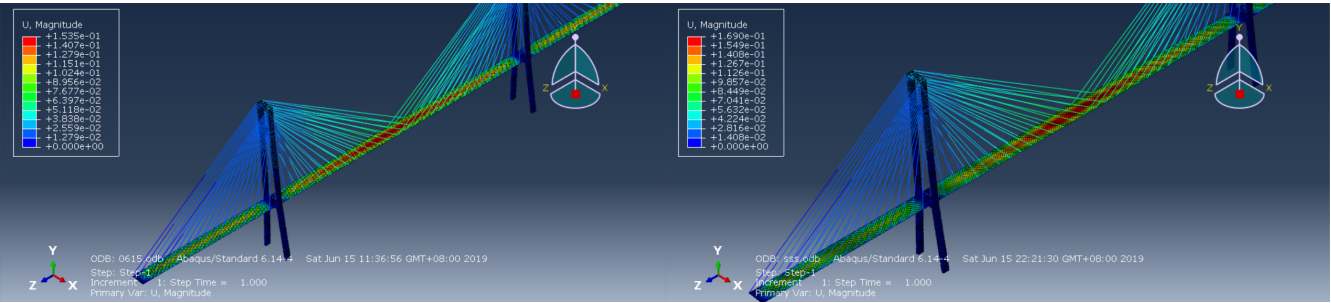 U, Magnitude
+1.535e-01
+1.407e-01
+1.279e-01
+1.151e-01
+1.024e-01
+8.956e-02
+7.677e-02
+6.397e-02
+5.118e-02
+3.838e-02
+2.559e-02
+1.279e-02
+0.000e+00
Z
X
Y
Z
X
ODB: 0615.odb Abaqus/Standard 6.14-4 Sat Jun 15 11:36:56 GMT+08:00 2019
Step: Step-1
Increment 1: Step Time = 1.000
Primary Var: U, Magnitude
U, Magnitude
+1.690e-01
+1.549e-01
+1.408e-01
+1.267e-01
+1.126e-01
+9.857e-02
+8.449e-02
+7.041e-02
+5.632e-02
+4.224e-02
+2.816e-02
+1.408e-02
+0.000e+00
Y
Z
X
Y
Z
X
ODB: sss.odb Abaqus/Standard 6.14-4 Sat Jun 15 22:21:30 GMT+08:00 2019
Step: Step-1
Increment 1: Step Time = 1.000
Primary Var: U, Magnitude